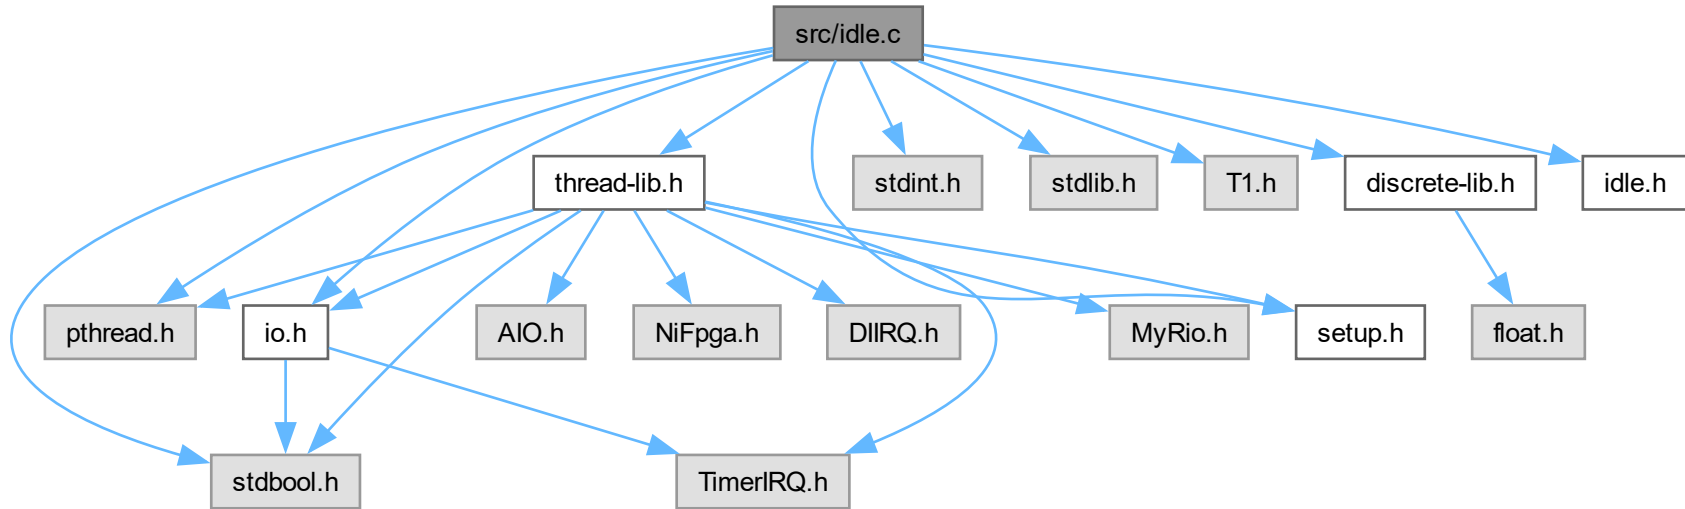 src/idle.c
thread-lib.h
stdint.h
stdlib.h
T1.h
discrete-lib.h
idle.h
pthread.h
io.h
AIO.h
NiFpga.h
DIIRQ.h
MyRio.h
setup.h
float.h
stdbool.h
TimerIRQ.h